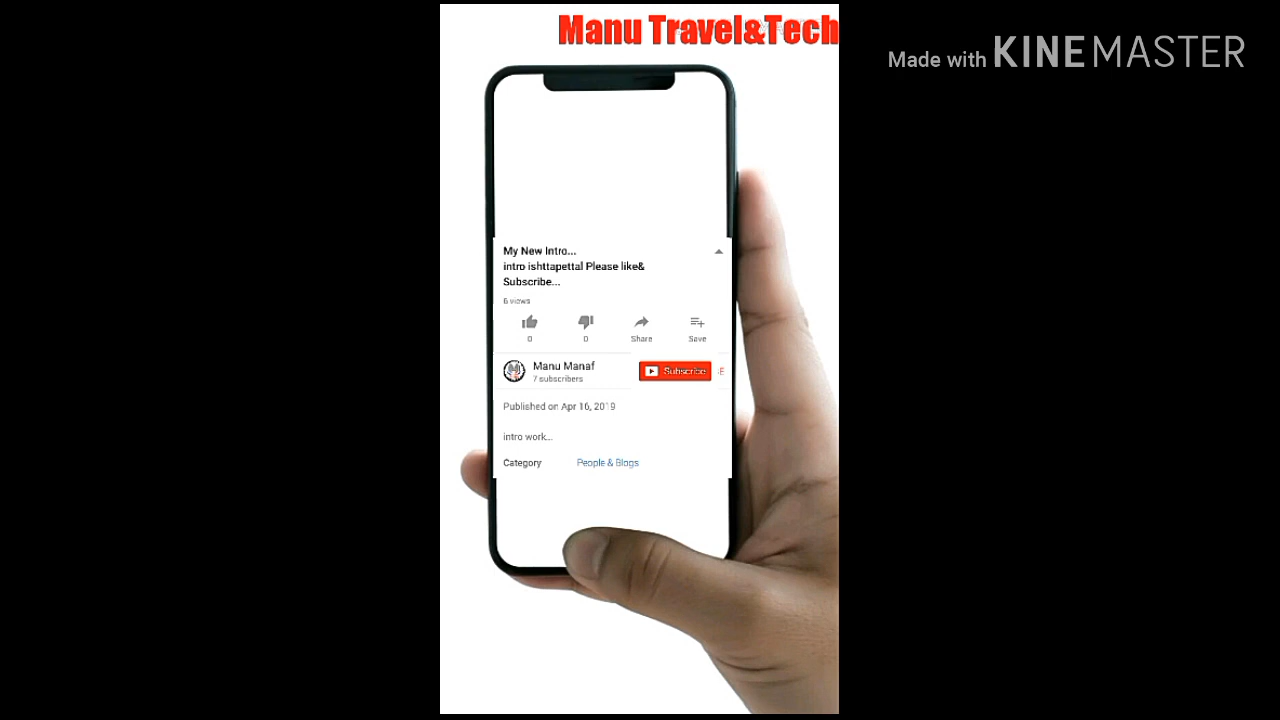 Manu Travel&Tech
Made with KINEMASTER
My New Intro...
intro ishttapettal Please like&
Subscribe...
6 views
0
0
Share
Save
Manu Manaf
7 subscribers
Subscribe
Published on Apr 16, 2019
intro work...
Category
People & Blogs